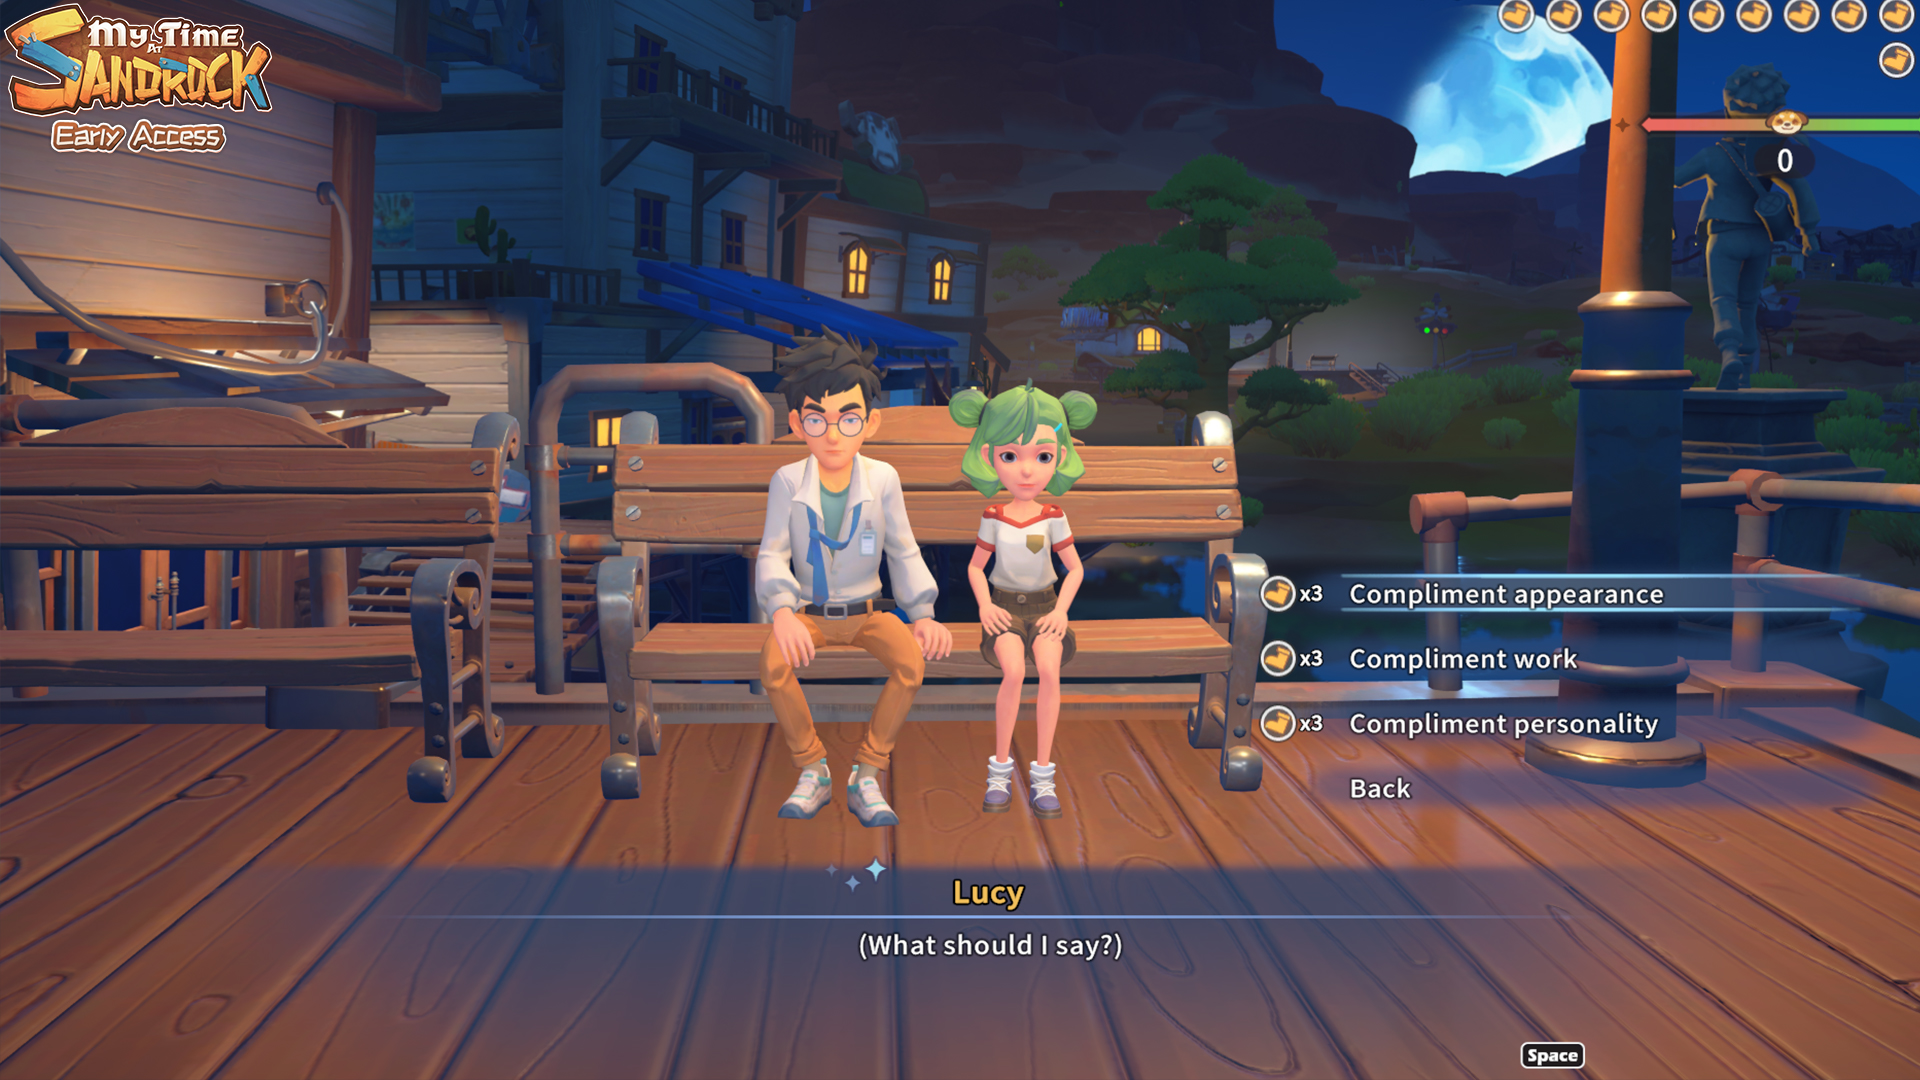 My Time
AT
SANDROCK
Early Access
0
x3 Compliment appearance
x3 Compliment work
x3 Compliment personality
Back
Lucy
(What should I say?)
Space